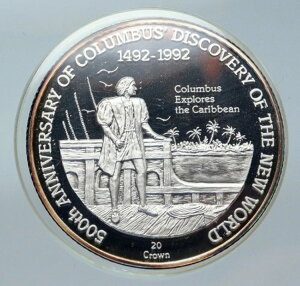 500th ANNIVERSARY OF COLUMBUS' DISCOVERY OF THE NEW WORLD
1492-1992
Columbus
Explores
the Caribbean
20
Crown